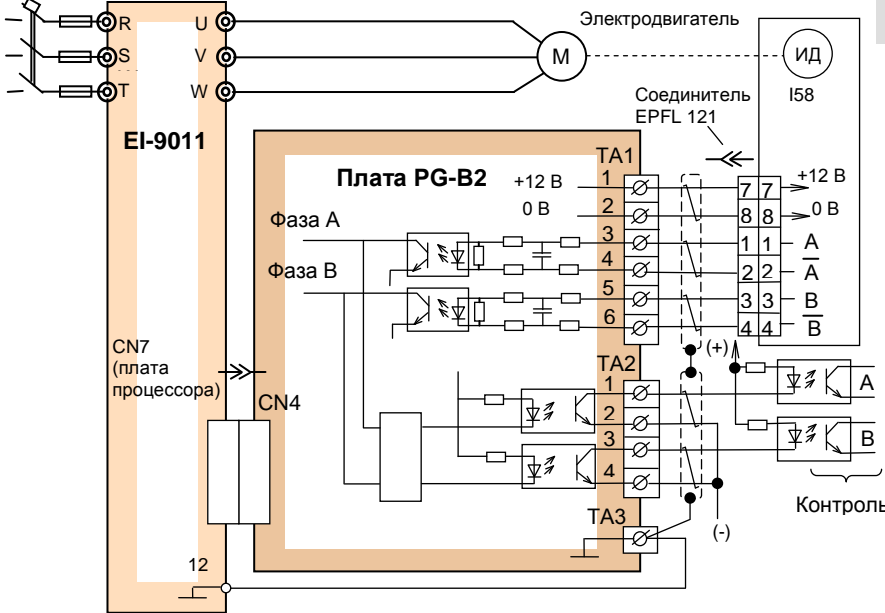 Электродвигатель
R
U
S
V
T
W
M
ИД
I58
Соединитель
EPFL 121
EI-9011
Плата PG-B2
TA1
+12 В
1
7 7
+12 В
0 В
2
8 8
0 В
Фаза А
3
1 1
A
4
2 2
A
Фаза В
5
3 3
B
6
4 4
B
(+)
CN7
(плата
процессора)
CN4
TA2
1
A
2
3
B
4
Контроль
TA3
(-)
12